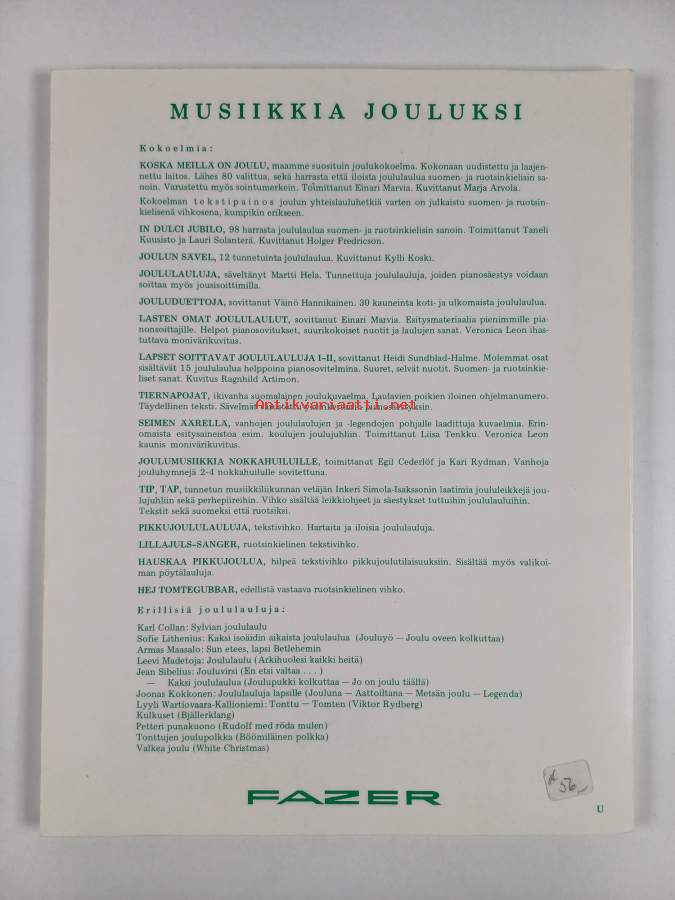 MUSIIKKIA JOULUKSI
Kokoelmia:
KOSKA MEILLÄ ON JOULU, maamme suosituin joulukokoelma. Kokonaan uudistettu ja laajen-
nettu laitos. Lähes 80 valittua, sekä harrasta että iloista joululaulua suomen- ja ruotsinkielisin sa-
noin. Varustettu myös sointumerkein. Toimittanut Einari Marvia. Kuvittanut Marja Arvola.
Kokoelman tekstipainos joulun yhteislauluhetkiä varten on julkaistu suomen- ja ruotsin-
kielisenä vihkosena, kumpikin erikseen.
IN DULCI JUBILO, 98 harrasta joululaulua suomen- ja ruotsinkielisin sanoin. Toimittanut Taneli
Kuusisto ja Lauri Solanterä. Kuvittanut Holger Fredricson.
JOULUN SÄVEL, 12 tunnetuinta joululaulua. Kuvittanut Kylli Koski.
JOULULAULUJA, säveltänyt Martti Hela. Tunnettuja joululauluja, joiden pianosäestys voidaan
soittaa myös jousisoittimilla.
JOULUDUETTOJA, sovittanut Väinö Hannikainen. 30 kauneinta koti- ja ulkomaista joululaulua.
LASTEN OMAT JOULULAULUT, sovittanut Einari Marvia. Esitysmateriaalia pienimmille pia-
nonsoittajille. Helpot pianosovitukset, suurikokoiset nuotit ja laulujen sanat. Veronica Leon ihas-
tuttava monivärikuvitus.
LAPSET SOITTAVAT JOULULAULUJA I–II, sovittanut Heidi Sundblad-Halme. Molemmat osat
sisältävät 15 joululaulua helppoina pianosovitelmina. Suuret, selvät nuotit. Suomen- ja ruotsinkie-
liset sanat. Kuvitus Ragnhild Artimon.
TIERNAPOJAT, ikivanha suomalainen joulukuvaelma. Laulavien poikien iloinen ohjelmanumero.
Täydellinen teksti. Sävelmät pianosovituksin.
Antikvariaatti.net
SEIMEN ÄÄRELLÄ, vanhojen joululaulujen ja -legendojen pohjalle laadittuja kuvaelmia. Erin-
omaista esitysaineistoa esim. koulujen joulujuhliin. Toimittanut Liisa Tenkku. Veronica Leon
kaunis monivärikuvitus.
JOULUMUSIIKKIA NOKKAHUILUILLE, toimittanut Egil Cederlöf ja Kari Rydman. Vanhoja
jouluhymnejä 2–4 nokkahuilulle sovitettuna.
TIP, TAP, tunnetun musiikkiliikunnan vetäjän Inkeri Simola-Isakssonin laatimia joululeikkejä jou-
lujuhliin sekä perhepiireihin. Vihko sisältää leikkiohjeet ja säestykset tuttuihin joululauluihin.
Tekstit sekä suomeksi että ruotsiksi.
PIKKUJOULULAULUJA, tekstivihko. Hartaita ja iloisia joululauluja.
LILLAJULS–SÅNGER, ruotsinkielinen tekstivihko.
HAUSKAA PIKKUJOULUA, hilpeä tekstivihko pikkujoulutilaisuuksiin. Sisältää myös valikoi-
man pöytälauluja.
HEJ TOMTEGUBBAR, edellistä vastaava ruotsinkielinen vihko.
Erillisiä joululauluja:
Karl Collan: Sylvian joululaulu
Sofie Lithenius: Kaksi isoäidin aikaista joululaulua (Jouluyö — Joulu oveen kolkuttaa)
Armas Maasalo: Sun etees, lapsi Betlehemin
Leevi Madetoja: Joululaulu (Arkihuolesi kaikki heitä)
Jean Sibelius: Jouluvirsi (En etsi valtaa . . . )
— Kaksi joululaulua (Joulupukki kolkuttaa — Jo on joulu täällä)
Joonas Kokkonen: Joululauluja lapsille (Jouluna — Aattoiltana — Metsän joulu — Legenda)
Lyyli Wartiovaara-Kallioniemi: Tonttu — Tomten (Viktor Rydberg)
Kulkuset (Bjällerklang)
Petteri punakuono (Rudolf med röda mulen)
Tonttujen joulupolkka (Böömiläinen polkka)
Valkea joulu (White Christmas)
FAZER
56,-
U